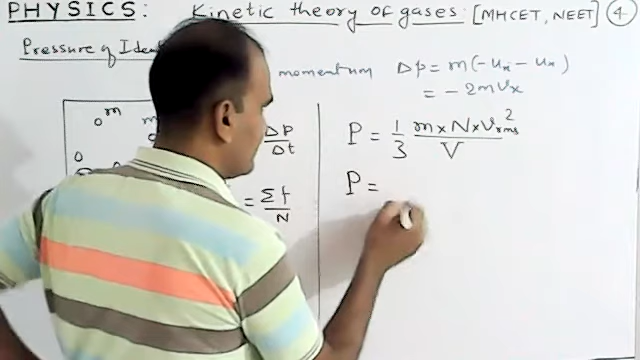 PHYSICS: Kinetic theory of gases: [MHCET, NEET] 4
Pressure of Ideal
momentum Δp = m(-uₓ - uₓ)
= -2mvₓ
m
m
Δp/Δt
P = 1/3 m×N×Vrms²/V
= Σf/N
P =